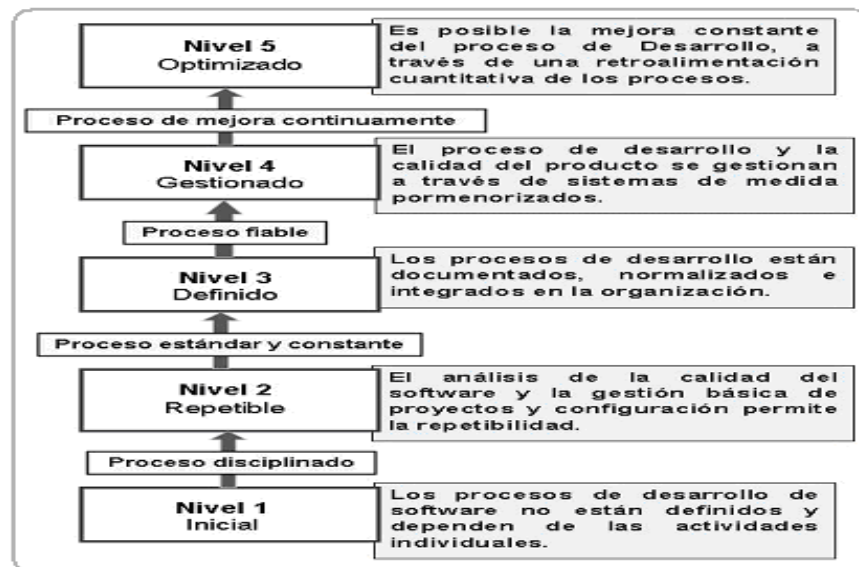 Nivel 5
Optimizado
Es posible la mejora constante
del proceso de Desarrollo, a
través de una retroalimentación
cuantitativa de los procesos.
Proceso de mejora continuamente
Nivel 4
Gestionado
El proceso de desarrollo y la
calidad del producto se gestionan
a través de sistemas de medida
pormenorizados.
Proceso fiable
Nivel 3
Definido
Los procesos de desarrollo están
documentados, normalizados e
integrados en la organización.
Proceso estándar y constante
Nivel 2
Repetible
El análisis de la calidad del
software y la gestión básica de
proyectos y configuración permite
la repetibilidad.
Proceso disciplinado
Nivel 1
Inicial
Los procesos de desarrollo de
software no están definidos y
dependen de las actividades
individuales.